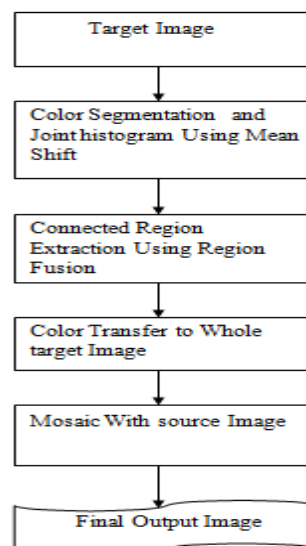 Target Image
Color Segmentation and
Joint histogram Using Mean
Shift
Connected Region
Extraction Using Region
Fusion
Color Transfer to Whole
target Image
Mosaic With source Image
Final Output Image